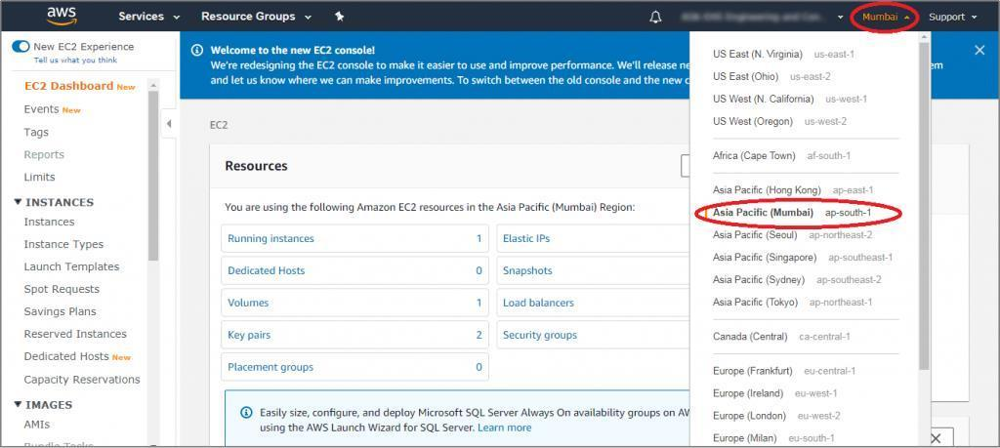 aws
Services
Resource Groups
Mumbai
Support
New EC2 Experience
Tell us what you think
EC2 Dashboard New
Events New
Tags
Reports
Limits
INSTANCES
Instances
Instance Types
Launch Templates
Spot Requests
Savings Plans
Reserved Instances
Dedicated Hosts New
Capacity Reservations
IMAGES
AMIs
Bundle Tasks
Welcome to the new EC2 console!
We're redesigning the EC2 console to make it easier to use and improve performance. We'll release ne
and let us know where we can make improvements. To switch between the old console and the new c
EC2
Resources
You are using the following Amazon EC2 resources in the Asia Pacific (Mumbai) Region:
Running instances 1
Elastic IPs
Dedicated Hosts 0
Snapshots
Volumes 1
Load balancers
Key pairs 2
Security groups
Placement groups 0
Easily size, configure, and deploy Microsoft SQL Server Always On availability groups on AW
using the AWS Launch Wizard for SQL Server. Learn more
US East (N. Virginia) us-east-1
US East (Ohio) us-east-2
US West (N. California) us-west-1
US West (Oregon) us-west-2
Africa (Cape Town) af-south-1
Asia Pacific (Hong Kong) ap-east-1
Asia Pacific (Mumbai) ap-south-1
Asia Pacific (Seoul) ap-northeast-2
Asia Pacific (Singapore) ap-southeast-1
Asia Pacific (Sydney) ap-southeast-2
Asia Pacific (Tokyo) ap-northeast-1
Canada (Central) ca-central-1
Europe (Frankfurt) eu-central-1
Europe (Ireland) eu-west-1
Europe (London) eu-west-2
Europe (Milan) eu-south-1
em